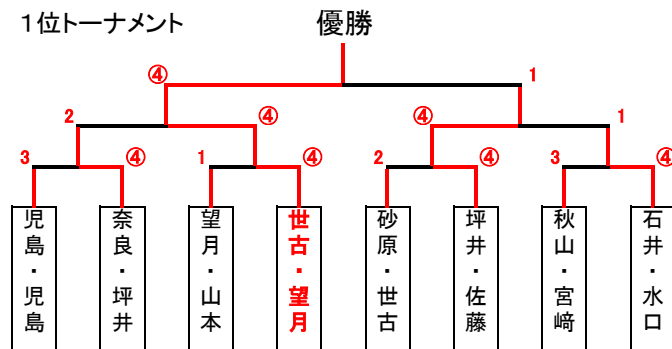 1位トーナメント 優勝
④ 1
2 ④ ④ 1
3 ④ 1 ④ 2 ④ 3 ④
児島・児島
奈良・坪井
望月・山本
世古・望月
砂原・世古
坪井・佐藤
秋山・宮﨑
石井・水口